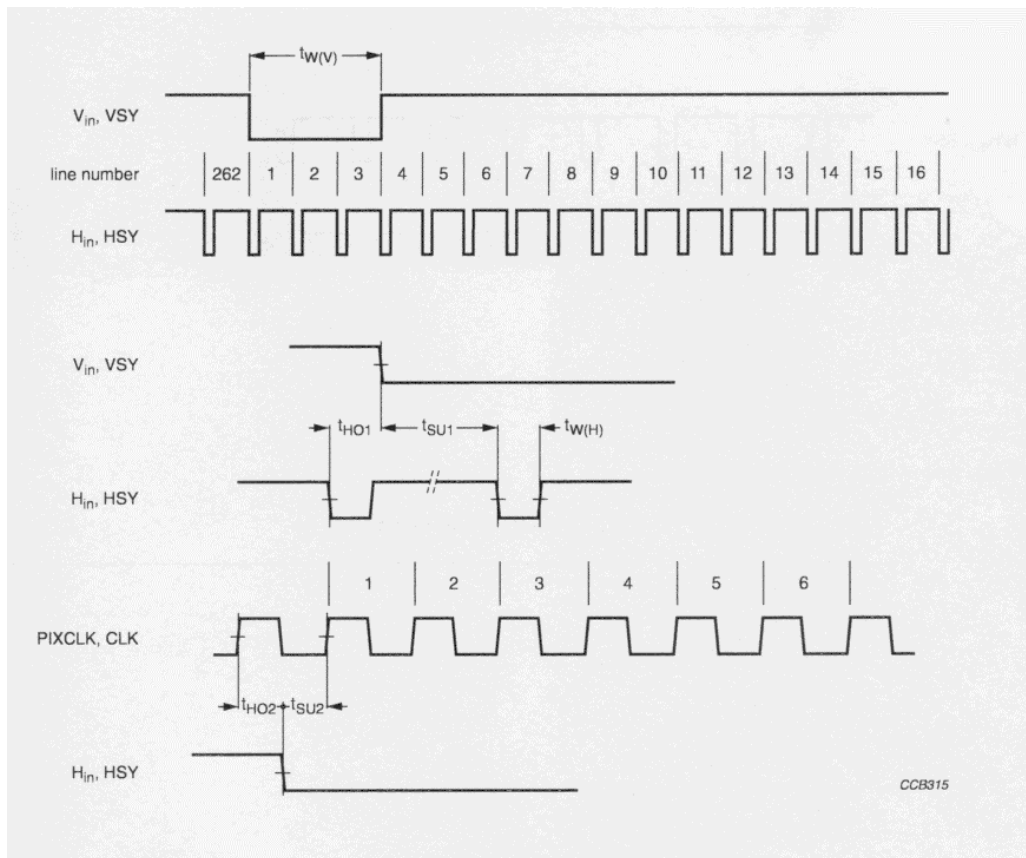 tW(V)
Vin, VSY
line number 262 1 2 3 4 5 6 7 8 9 10 11 12 13 14 15 16
Hin, HSY
Vin, VSY
tHO1 tSU1 tW(H)
Hin, HSY
1 2 3 4 5 6
PIXCLK, CLK
tHO2 tSU2
Hin, HSY
CCB315